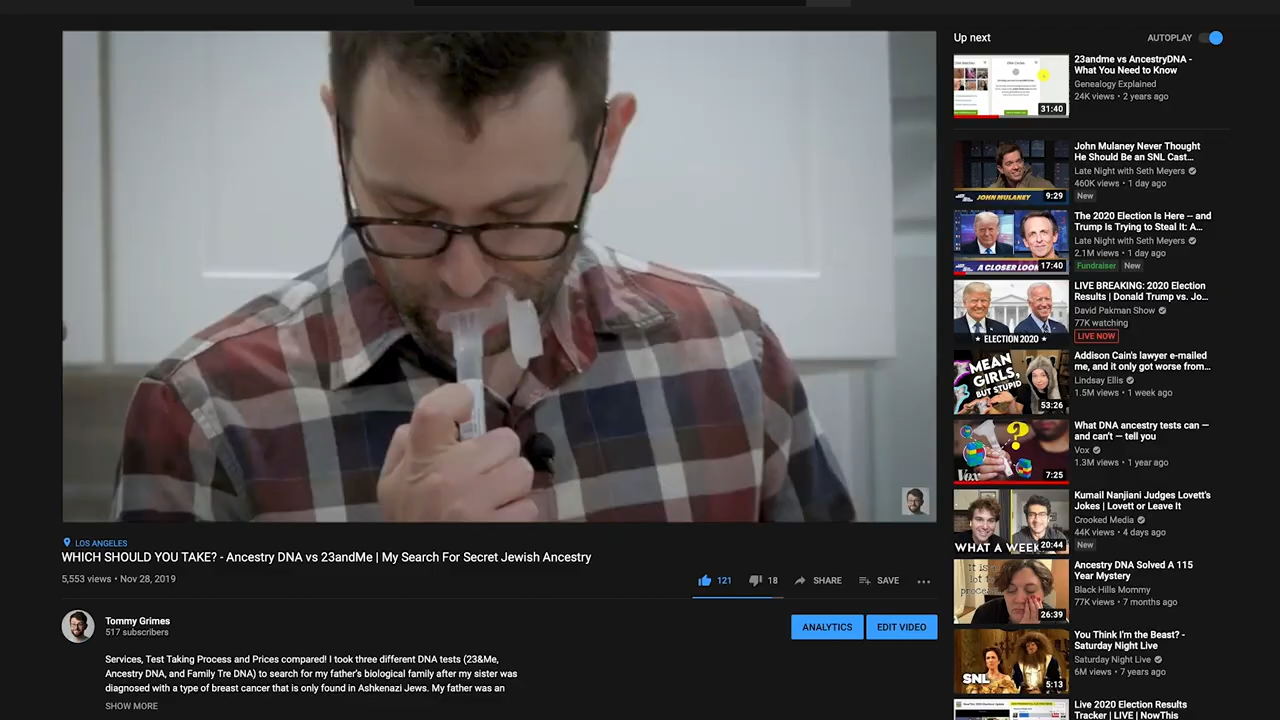 Up next
AUTOPLAY
31:40
23andme vs AncestryDNA -
What You Need to Know
Genealogy Explained
24K views • 2 years ago
JOHN MULANEY
9:29
John Mulaney Never Thought
He Should Be an SNL Cast...
Late Night with Seth Meyers
460K views • 1 day ago
New
A CLOSER LOOK
17:40
The 2020 Election Is Here – and
Trump Is Trying to Steal It: A...
Late Night with Seth Meyers
2.1M views • 1 day ago
Fundraiser New
ELECTION 2020
LIVE BREAKING: 2020 Election
Results | Donald Trump vs. Jo...
David Pakman Show
77K watching
LIVE NOW
MEAN
GIRLS,
BUT STUPID
53:26
Addison Cain's lawyer e-mailed
me, and it only got worse from...
Lindsay Ellis
1.5M views • 1 week ago
Vox
7:25
What DNA ancestry tests can —
and can't — tell you
Vox
1.3M views • 1 year ago
WHAT A WEEK
20:44
Kumail Nanjiani Judges Lovett's
Jokes | Lovett or Leave It
Crooked Media
44K views • 4 days ago
New
It is a
lot to
process
26:39
Ancestry DNA Solved A 115
Year Mystery
Black Hills Mommy
77K views • 7 months ago
SNL
5:13
You Think I'm the Beast? -
Saturday Night Live
Saturday Night Live
6M views • 7 years ago
Live 2020 Election Results
Tracker | LIVE | NowThis
LOS ANGELES
WHICH SHOULD YOU TAKE? - Ancestry DNA vs 23andMe | My Search For Secret Jewish Ancestry
5,553 views • Nov 28, 2019
121
18
SHARE
SAVE
Tommy Grimes
517 subscribers
ANALYTICS
EDIT VIDEO
Services, Test Taking Process and Prices compared! I took three different DNA tests (23&Me,
Ancestry DNA, and Family Tre DNA) to search for my father's biological family after my sister was
diagnosed with a type of breast cancer that is only found in Ashkenazi Jews. My father was an
SHOW MORE